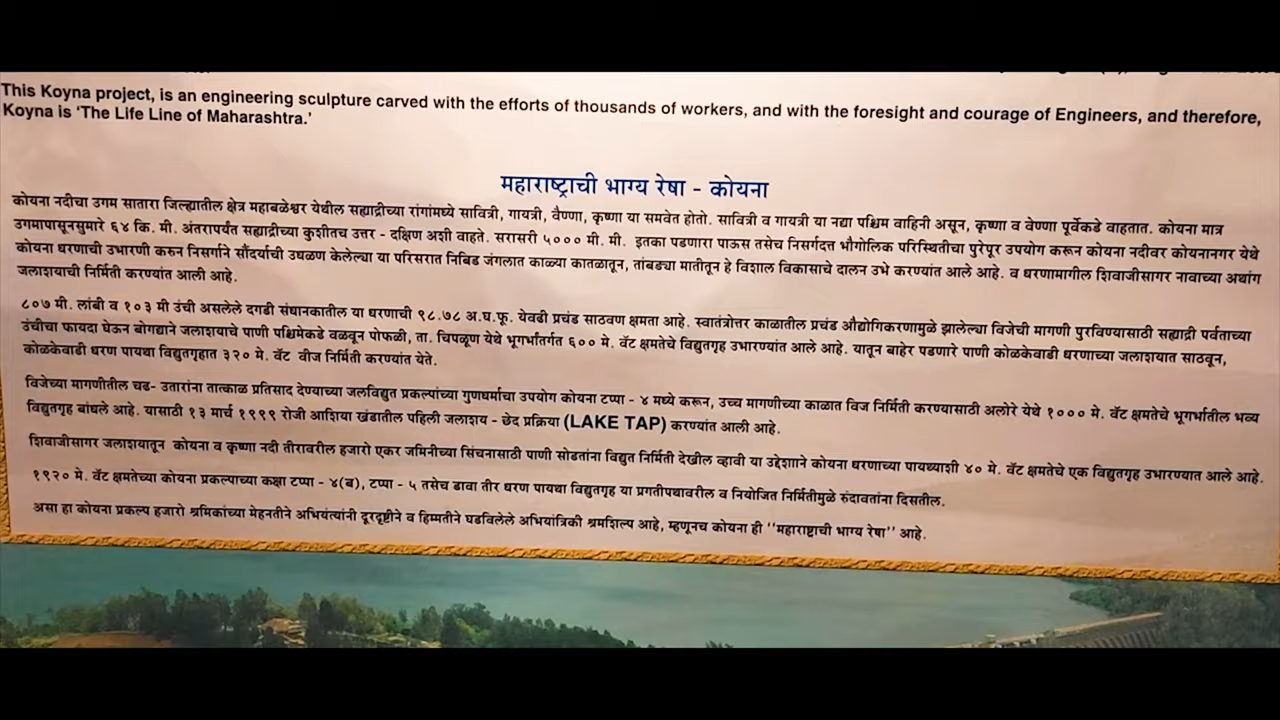 This Koyna project, is an engineering sculpture carved with the efforts of thousands of workers, and with the foresight and courage of Engineers, and therefore,
Koyna is ‘The Life Line of Maharashtra.’
महाराष्ट्राची भाग्य रेषा - कोयना
कोयना नदीचा उगम सातारा जिल्ह्यातील क्षेत्र महाबळेश्वर येथील सह्याद्रीच्या रांगांमध्ये सावित्री, गायत्री, वैण्णा, कृष्णा या समवेत होतो. सावित्री व गायत्री या नद्या पश्चिम वाहिनी असून, कृष्णा व वेण्णा पूर्वेकडे वाहतात. कोयना मात्र
उगमापासूनसुमारे ६४ कि. मी. अंतरापर्यंत सह्याद्रीच्या कुशीतच उत्तर - दक्षिण अशी वाहते. सरासरी ५००० मी. मी. इतका पडणारा पाऊस तसेच निसर्गदत्त भौगोलिक परिस्थितीचा पुरेपूर उपयोग करून कोयना नदीवर कोयनानगर येथे
कोयना धरणाची उभारणी करुन निसर्गाने सौंदर्याची उधळण केलेल्या या परिसरात निबिड जंगलात काळ्या कातळातून, तांबड्या मातीतून हे विशाल विकासाचे दालन उभे करण्यांत आले आहे. व धरणामागील शिवाजीसागर नावाच्या अथांग
जलाशयाची निर्मिती करण्यांत आली आहे.
८०७ मी. लांबी व १०३ मी उंची असलेले दगडी संधानकातील या धरणाची ९८.७८ अ.घ.फू. येवढी प्रचंड साठवण क्षमता आहे. स्वातंत्रोत्तर काळातील प्रचंड औद्योगिकरणामुळे झालेल्या विजेची मागणी पुरविण्यासाठी सह्याद्री पर्वताच्या
उंचीचा फायदा घेऊन बोगद्याने जलाशयाचे पाणी पश्चिमेकडे वळवून पोफळी, ता. चिपळूण येथे भूगर्भांतर्गत ६०० मे. वॅट क्षमतेचे विद्युतगृह उभारण्यांत आले आहे. यातून बाहेर पडणारे पाणी कोळकेवाडी धरणाच्या जलाशयात साठवून,
कोळकेवाडी धरण पायथा विद्युतगृहात ३२० मे. वॅट वीज निर्मिती करण्यांत येते.
विजेच्या मागणीतील चढ- उतारांना तात्काळ प्रतिसाद देण्याच्या जलविद्युत प्रकल्पांच्या गुणधर्माचा उपयोग कोयना टप्पा - ४ मध्ये करून, उच्च मागणीच्या काळात विज निर्मिती करण्यासाठी अलोरे येथे १००० मे. वॅट क्षमतेचे भूगर्भातील भव्य
विद्युतगृह बांधले आहे. यासाठी १३ मार्च १९९९ रोजी आशिया खंडातील पहिली जलाशय - छेद प्रक्रिया (LAKE TAP) करण्यांत आली आहे.
शिवाजीसागर जलाशयातून कोयना व कृष्णा नदी तीरावरील हजारो एकर जमिनीच्या सिंचनासाठी पाणी सोडतांना विद्युत निर्मिती देखील व्हावी या उद्देशााने कोयना धरणाच्या पायथ्याशी ४० मे. वॅट क्षमतेचे एक विद्युतगृह उभारण्यात आले आहे.
१९२० मे. वॅट क्षमतेच्या कोयना प्रकल्पाच्या कक्षा टप्पा - ४(ब), टप्पा - ५ तसेच डावा तीर धरण पायथा विद्युतगृह या प्रगतीपथावरील व नियोजित निर्मितीमुळे रुंदावतांना दिसतील.
असा हा कोयना प्रकल्प हजारो श्रमिकांच्या मेहनतीने अभियंत्यांनी दूरदृष्टीने व हिम्मतीने घडविलेले अभियांत्रिकी श्रमशिल्प आहे, म्हणूनच कोयना ही ''महाराष्टाची भाग्य रेषा'' आहे.